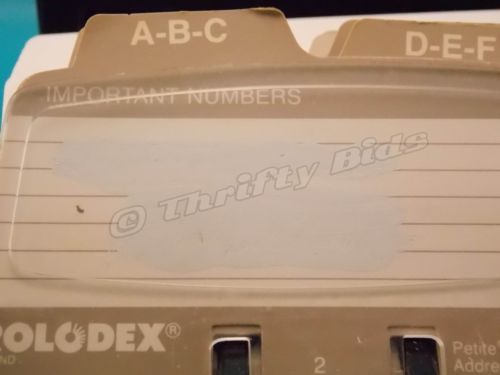 A-B-C
D-E-F
IMPORTANT NUMBERS
© Thrifty Bids
ROLODEX®
2
Petite
Addre